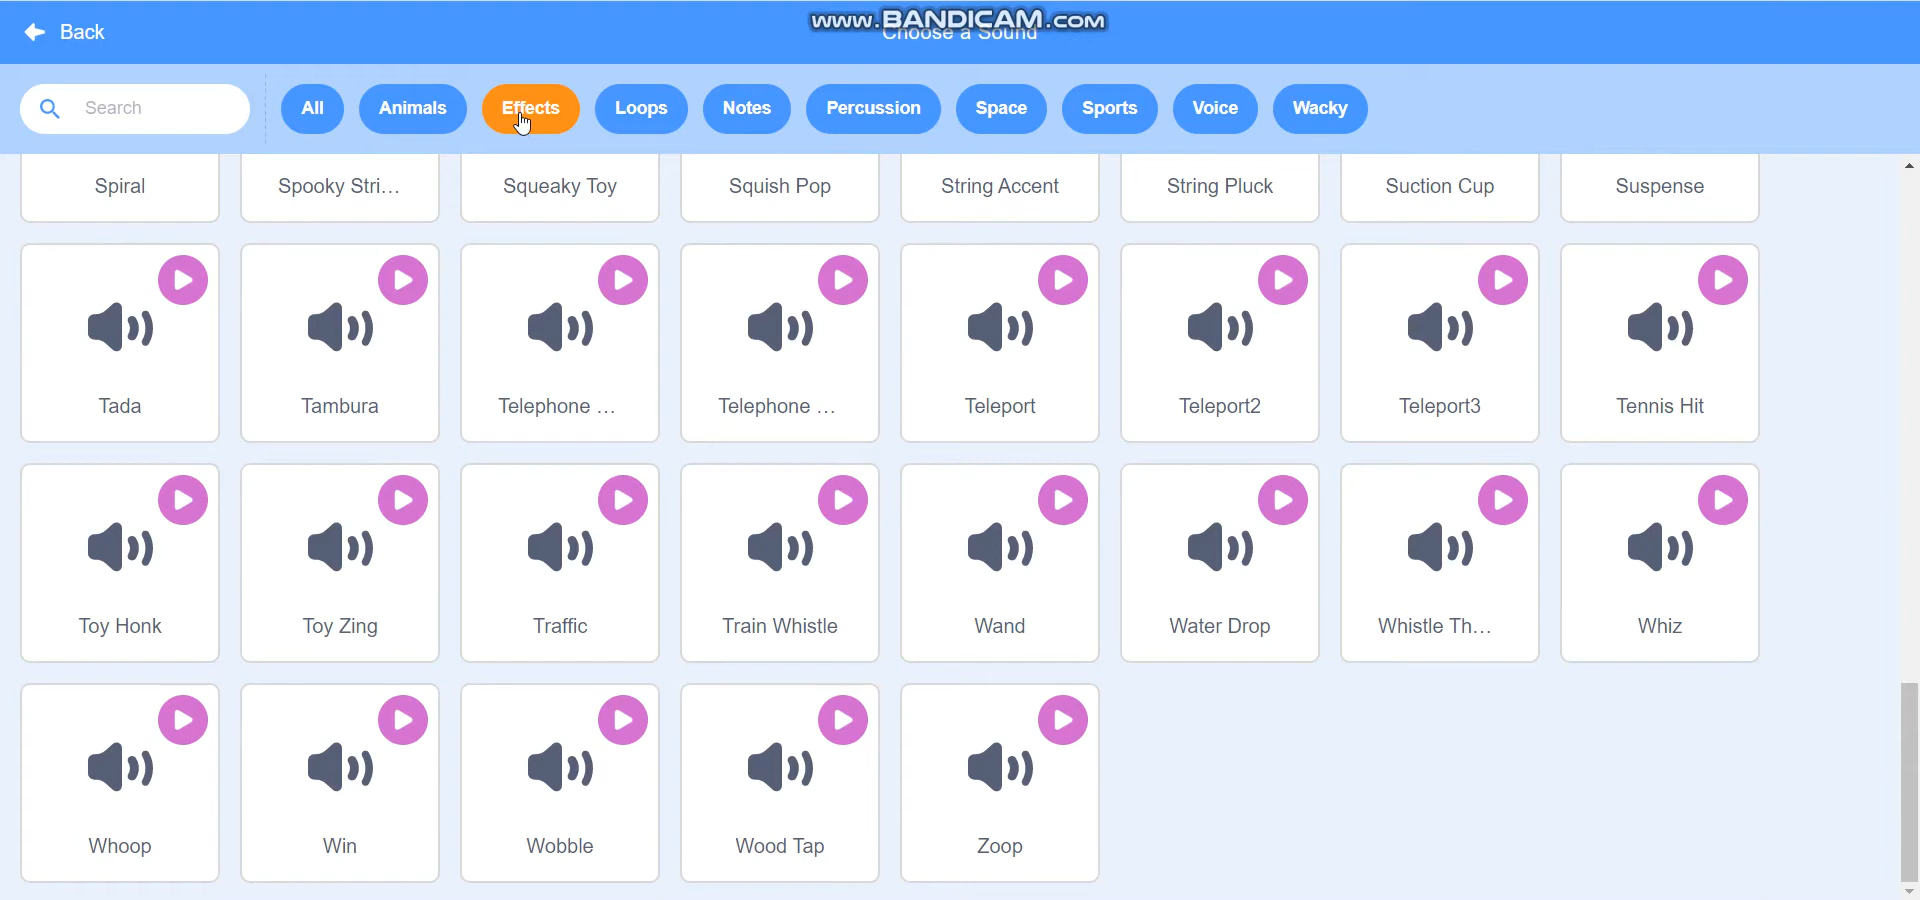 Back
www.BANDICAM.com
Choose a Sound
Search
All
Animals
Effects
Loops
Notes
Percussion
Space
Sports
Voice
Wacky
Spiral
Spooky Stri...
Squeaky Toy
Squish Pop
String Accent
String Pluck
Suction Cup
Suspense
Tada
Tambura
Telephone ...
Telephone ...
Teleport
Teleport2
Teleport3
Tennis Hit
Toy Honk
Toy Zing
Traffic
Train Whistle
Wand
Water Drop
Whistle Th...
Whiz
Whoop
Win
Wobble
Wood Tap
Zoop